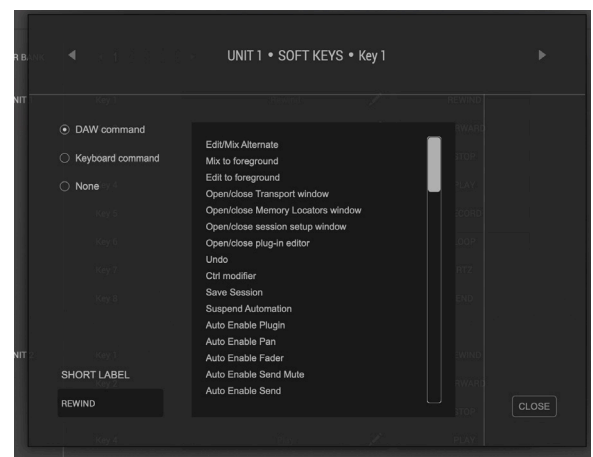 UNIT 1 • SOFT KEYS • Key 1
DAW command
Keyboard command
None
Edit/Mix Alternate
Mix to foreground
Edit to foreground
Open/close Transport window
Open/close Memory Locators window
Open/close session setup window
Open/close plug-in editor
Undo
Ctrl modifier
Save Session
Suspend Automation
Auto Enable Plugin
Auto Enable Pan
Auto Enable Fader
Auto Enable Send Mute
Auto Enable Send
SHORT LABEL
REWIND
CLOSE